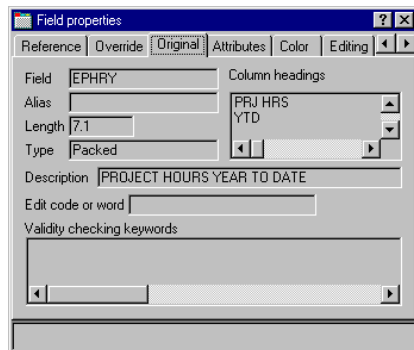 Field properties
Reference Override Original Attributes Color Editing
Field EPHRY Column headings
Alias PRJ HRS
Length 7.1 YTD
Type Packed
Description PROJECT HOURS YEAR TO DATE
Edit code or word
Validity checking keywords